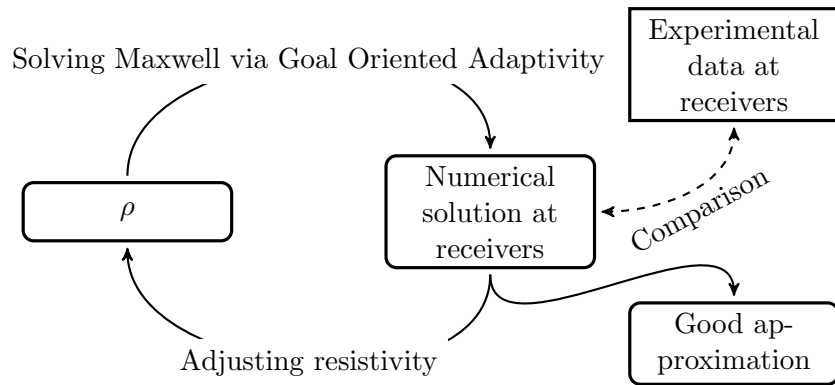 Solving Maxwell via Goal Oriented Adaptivity
Experimental
data at
receivers
ρ
Numerical
solution at
receivers
Comparison
Adjusting resistivity
Good ap-
proximation